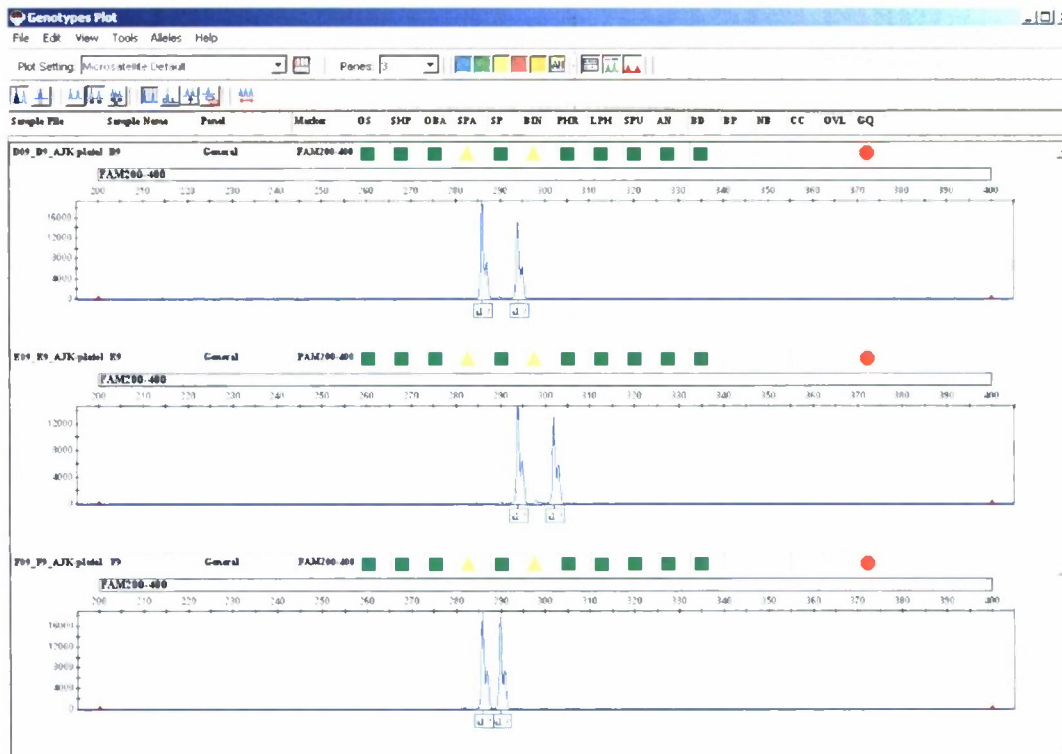 Genotypes Plot
File Edit View Tools Alleles Help
Plot Setting: Microsatellite Default Panes: 3
Sample File Sample Name Panel Marker OS SHP OBA SPA SP BIN PHR LPH SPU AN BD BP NB CC OVL GQ
D09_D9_AJK plate1 D9 General FAM200-400
FAM200-400
200 210 220 230 240 250 260 270 280 290 300 310 320 330 340 350 360 370 380 390 400
16000
12000
8000
4000
0
E09_E9_AJK plate1 E9 General FAM200-400
FAM200-400
200 210 220 230 240 250 260 270 280 290 300 310 320 330 340 350 360 370 380 390 400
12000
8000
4000
0
F09_F9_AJK plate1 F9 General FAM200-400
FAM200-400
200 210 220 230 240 250 260 270 280 290 300 310 320 330 340 350 360 370 380 390 400
16000
12000
8000
4000
0